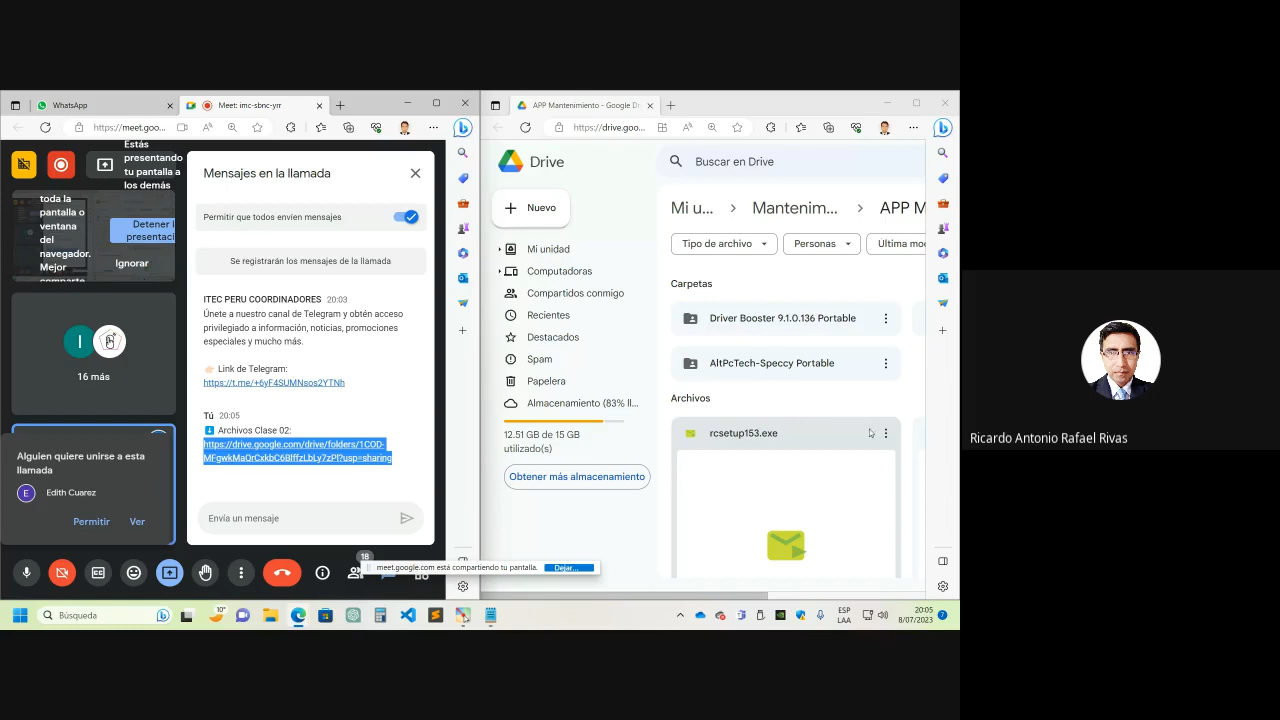 WhatsApp
Meet: imc-sbnc-yrr
https://meet.goo...
Estás
presentando
tu pantalla a
los demás
toda la
pantalla o
ventana
del
navegador.
Mejor
Detener l
presentaci
Ignorar
16 más
Alguien quiere unirse a esta
llamada
E
Edith Cuarez
Permitir
Ver
Mensajes en la llamada
Permitir que todos envíen mensajes
Se registrarán los mensajes de la llamada
ITEC PERU COORDINADORES 20:03
Únete a nuestro canal de Telegram y obtén acceso
privilegiado a información, noticias, promociones
especiales y mucho más.
Link de Telegram:
https://t.me/+6yF4SUMNsos2YTNh
Tú 20:05
Archivos Clase 02:
https://drive.google.com/drive/folders/1COD-
MFgwkMaQrCxkbC6BlffzLbLy7zPl?usp=sharing
Envía un mensaje
18
meet.google.com está compartiendo tu pantalla.
Dejar...
APP Mantenimiento - Google Dr
https://drive.goo...
Drive
Buscar en Drive
Nuevo
Mi unidad
Computadoras
Compartidos conmigo
Recientes
Destacados
Spam
Papelera
Almacenamiento (83% ll...
12.51 GB de 15 GB
utilizado(s)
Obtener más almacenamiento
Mi u... > Mantenim... > APP M
Tipo de archivo
Personas
Última mo
Carpetas
Driver Booster 9.1.0.136 Portable
AltPcTech-Speccy Portable
Archivos
rcsetup153.exe
Búsqueda
10°
ESP
LAA
20:05
8/07/2023
7
Ricardo Antonio Rafael Rivas